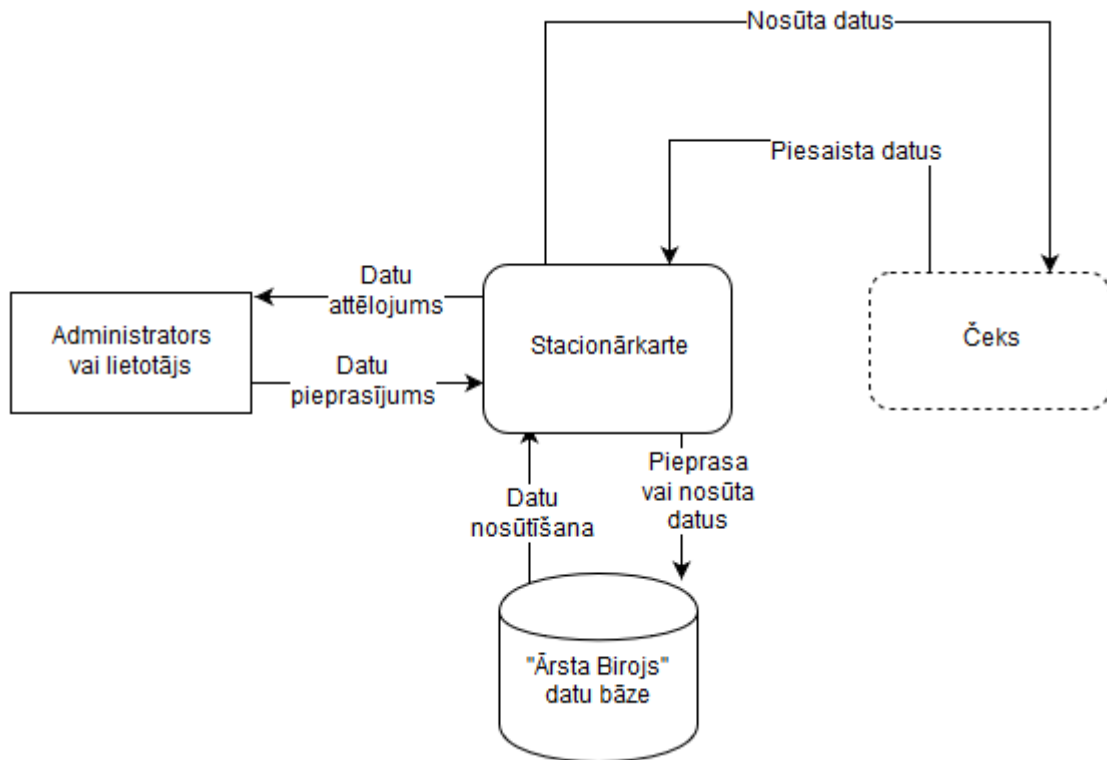 Nosūta datus
Piesaista datus
Datu
attēlojums
Administrators
vai lietotājs
Datu
pieprasījums
Stacionārkarte
Čeks
Datu
nosūtīšana
Pieprasa
vai nosūta
datus
"Ārsta Birojs"
datu bāze